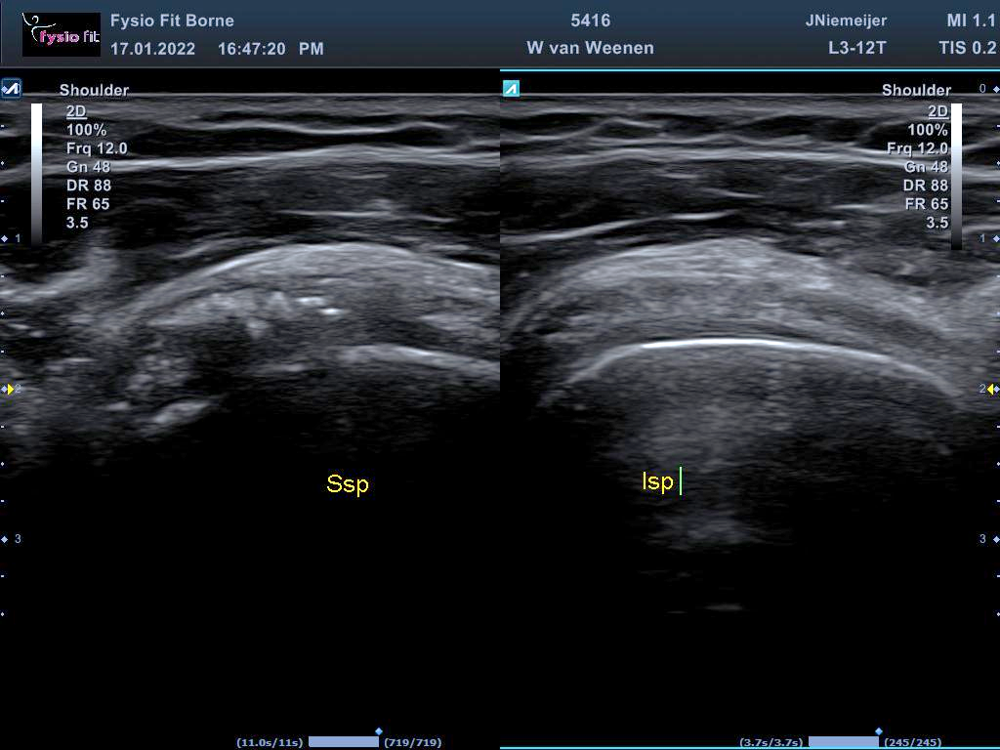 fysio fit
Fysio Fit Borne
5416
JNiemeijer
MI 1.1
17.01.2022 16:47:20 PM
W van Weenen
L3-12T
TIS 0.2
Shoulder
2D
100%
Frq 12.0
Gn 48
DR 88
FR 65
3.5
1
2
3
Ssp
(11.0s/11s)
(719/719)
Shoulder
2D
100%
Frq 12.0
Gn 48
DR 88
FR 65
3.5
0
1
2
3
Isp
(3.7s/3.7s)
(245/245)